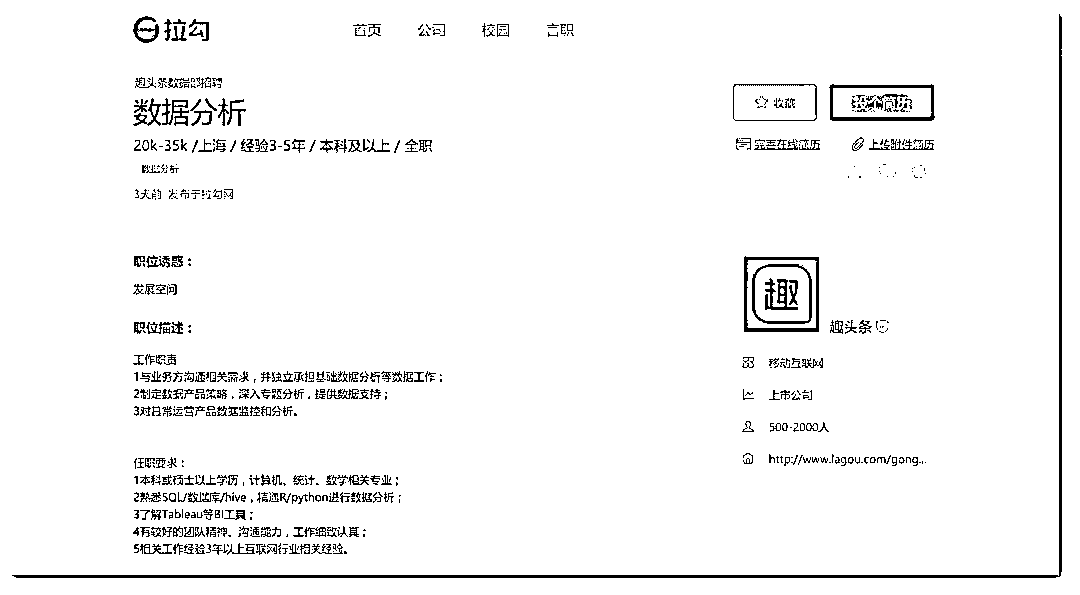 拉勾
首页 公司 校园 言职
趣头条数据部招聘
数据分析
20k-35k /上海 / 经验3-5年 / 本科及以上 / 全职
数据分析
3天前 发布于拉勾网
收藏
投个简历
完善在线简历 上传附件简历
职位诱惑：
发展空间
职位描述：
工作职责
1与业务方沟通相关需求，并独立承担基础数据分析等数据工作；
2制定数据产品策略，深入专题分析，提供数据支持；
3对日常运营产品数据监控和分析。
任职要求：
1本科或硕士以上学历，计算机、统计、数学相关专业；
2熟悉SQL/数据库/hive，精通R/python进行数据分析；
3了解Tableau等BI工具；
4有较好的团队精神、沟通能力，工作细致认真；
5相关工作经验3年以上互联网行业相关经验。
趣
趣头条
移动互联网
上市公司
500-2000人
http://www.lagou.com/gong...